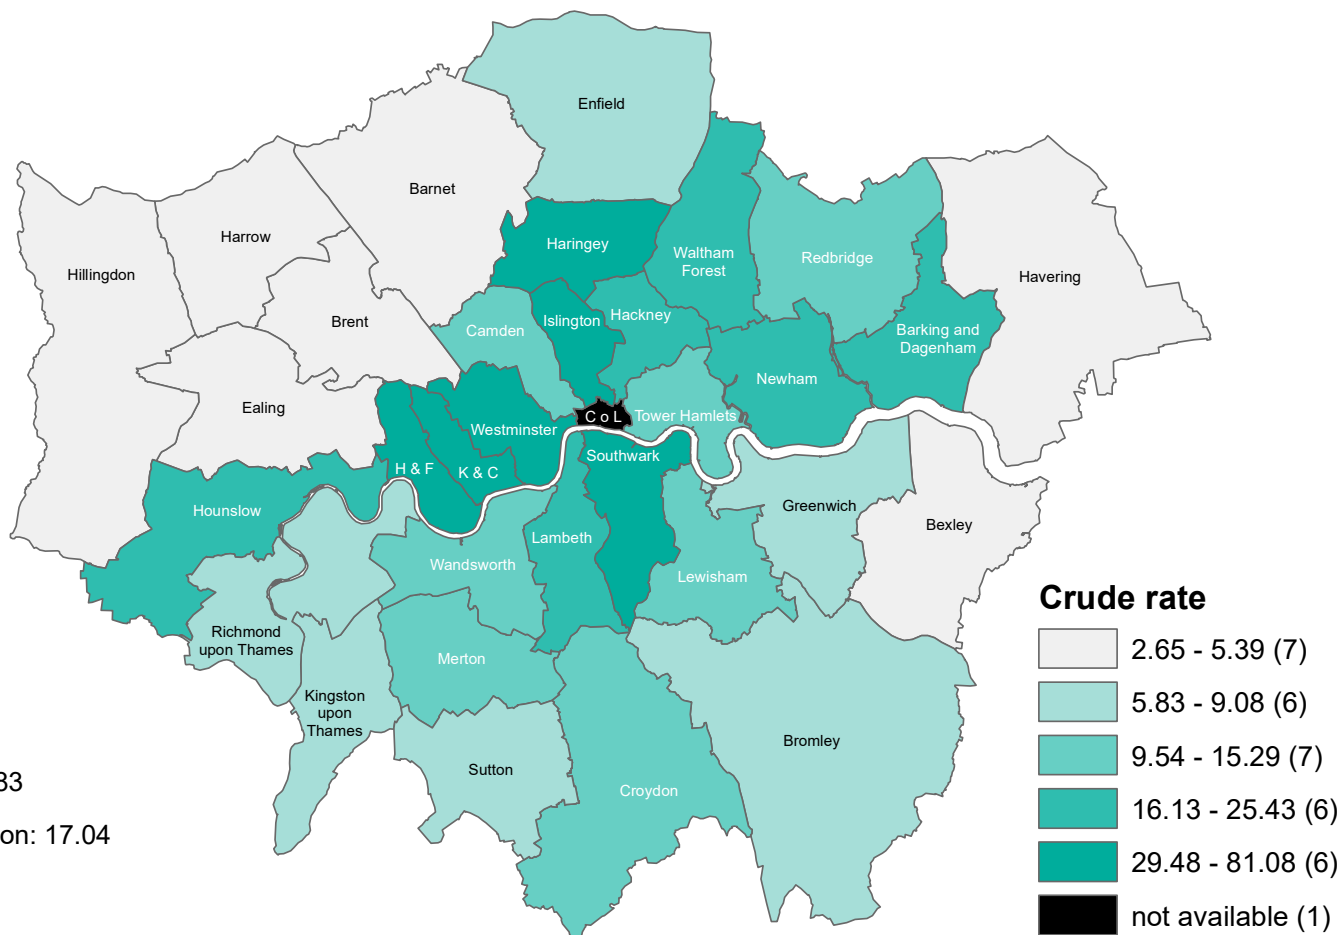 Enfield
Barnet
Haringey
Harrow
Waltham
Forest
Redbridge
Hillingdon
Havering
Brent
Camden
Islington
Hackney
Barking and
Dagenham
Newham
Ealing
C o L
Tower Hamlets
Westminster
Southwark
H & F
K & C
Hounslow
Greenwich
Bexley
Lambeth
Wandsworth
Lewisham
Richmond
upon Thames
Merton
Kingston
upon
Thames
Bromley
Sutton
Croydon
33
on: 17.04
Crude rate
2.65 - 5.39 (7)
5.83 - 9.08 (6)
9.54 - 15.29 (7)
16.13 - 25.43 (6)
29.48 - 81.08 (6)
not available (1)